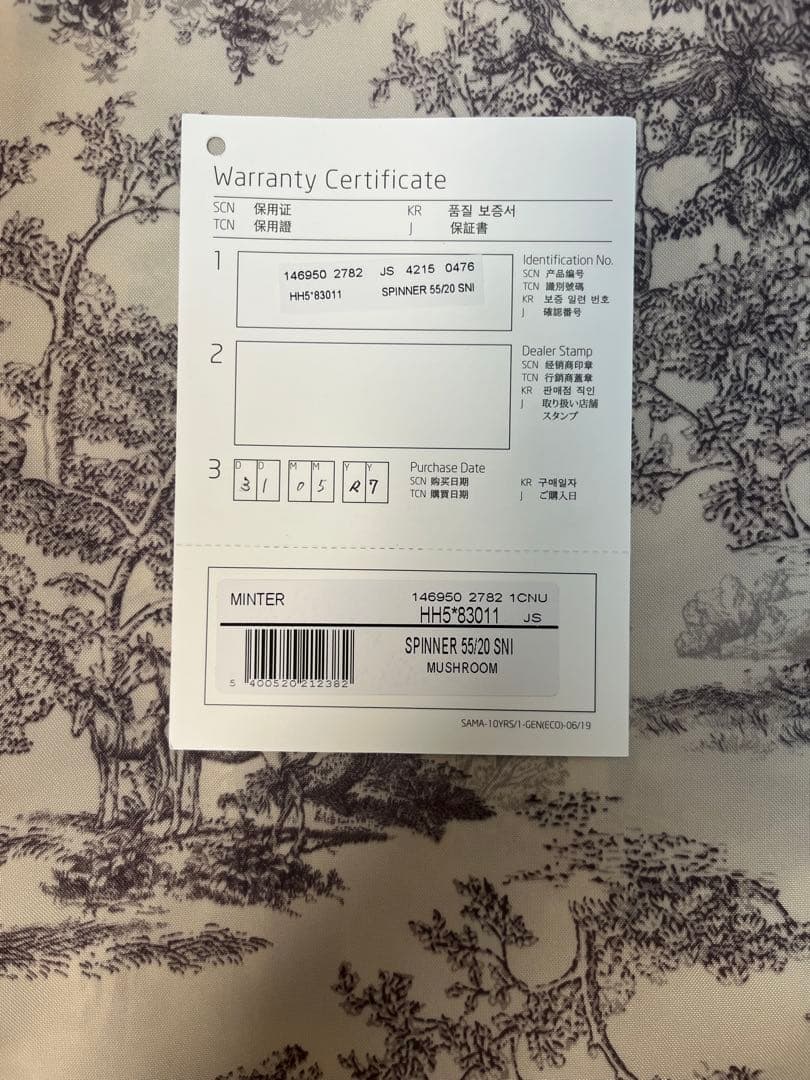 Warranty Certificate
SCN 保用证 KR 품질 보증서
TCN 保用證 J 保証書
1
146950 2782 JS 4215 0476
HH5*83011 SPINNER 55/20 SNI
Identification No.
SCN 产品编号
TCN 識別號碼
KR 보증 일련 번호
J 確認番号
2
Dealer Stamp
SCN 经销商印章
TCN 行銷商蓋章
KR 판매점 직인
J 取り扱い店舗
スタンプ
3
D D M M Y Y
31 05 R7
Purchase Date
SCN 购买日期 KR 구매일자
TCN 購買日期 J ご購入日
MINTER 146950 2782 1CNU
HH5*83011 JS
SPINNER 55/20 SNI
MUSHROOM
5 400520 212382
SAMA-10YRS/1-GEN(ECO)-06/19